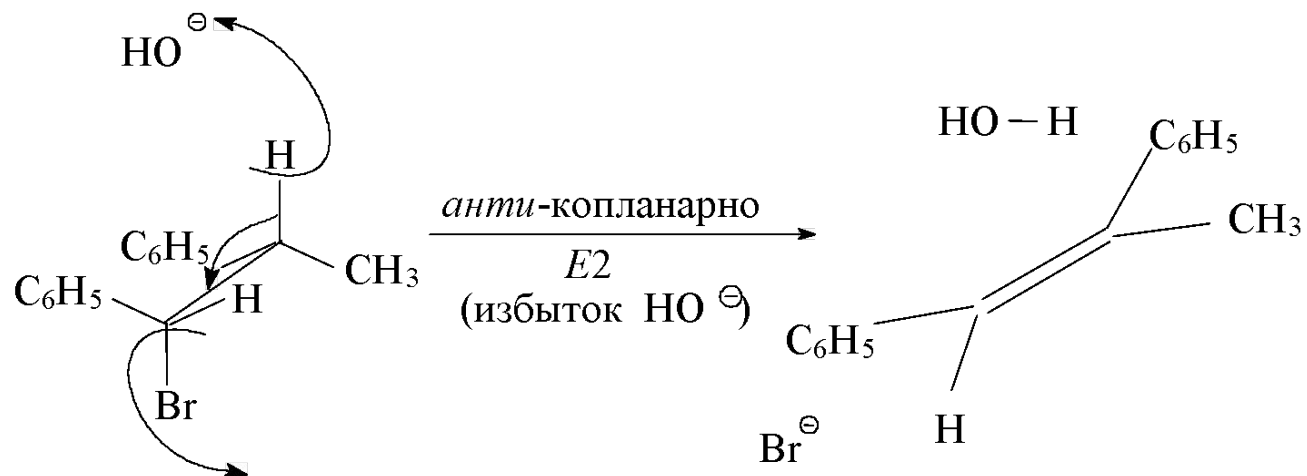 HO ⊖
HO – H
C₆H₅
H
анти-копланарно
C₆H₅
CH₃
CH₃
E2
C₆H₅
H
(избыток HO ⊖)
C₆H₅
Br
H
Br ⊖